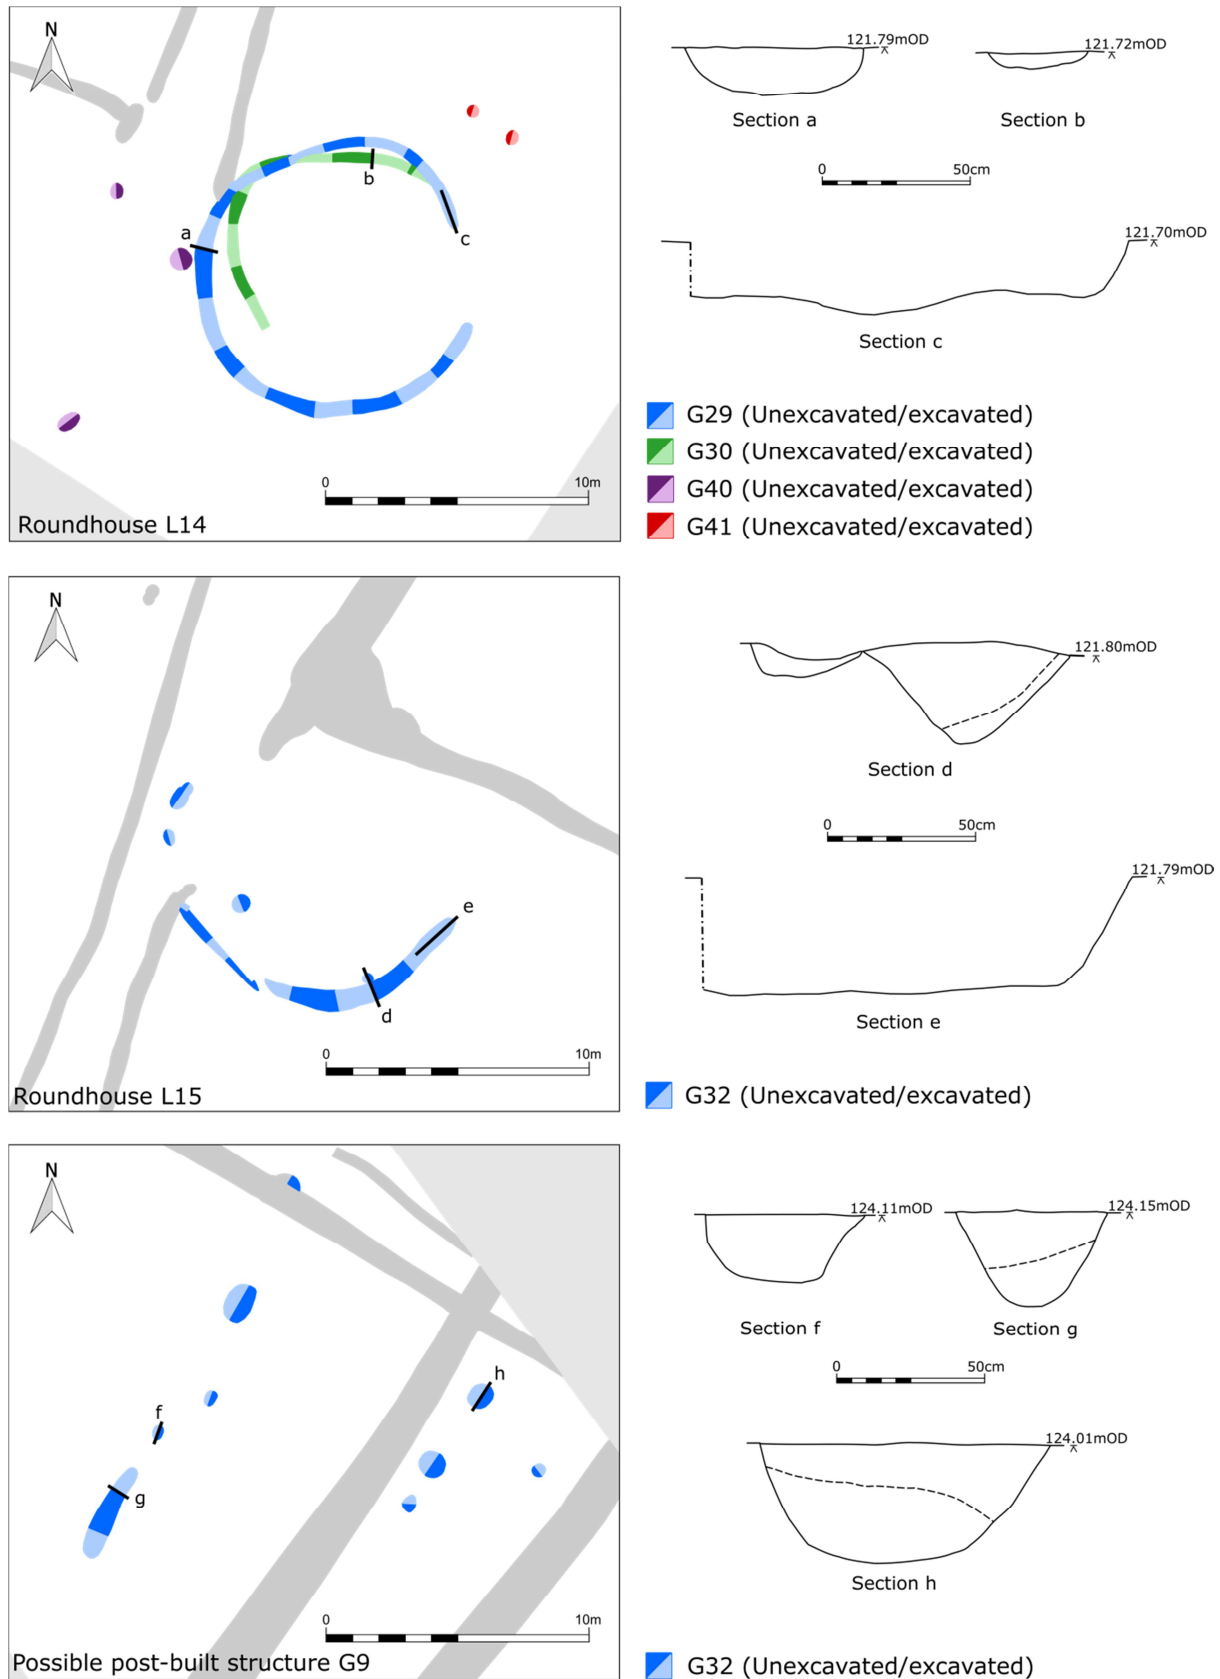 N
a
b
c
0 10m
Roundhouse L14
121.79mOD
121.72mOD
Section a
Section b
0 50cm
121.70mOD
Section c
G29 (Unexcavated/excavated)
G30 (Unexcavated/excavated)
G40 (Unexcavated/excavated)
G41 (Unexcavated/excavated)
N
e
d
0 10m
Roundhouse L15
121.80mOD
Section d
0 50cm
121.79mOD
Section e
G32 (Unexcavated/excavated)
N
h
f
g
0 10m
Possible post-built structure G9
124.11mOD
124.15mOD
Section f
Section g
0 50cm
124.01mOD
Section h
G32 (Unexcavated/excavated)